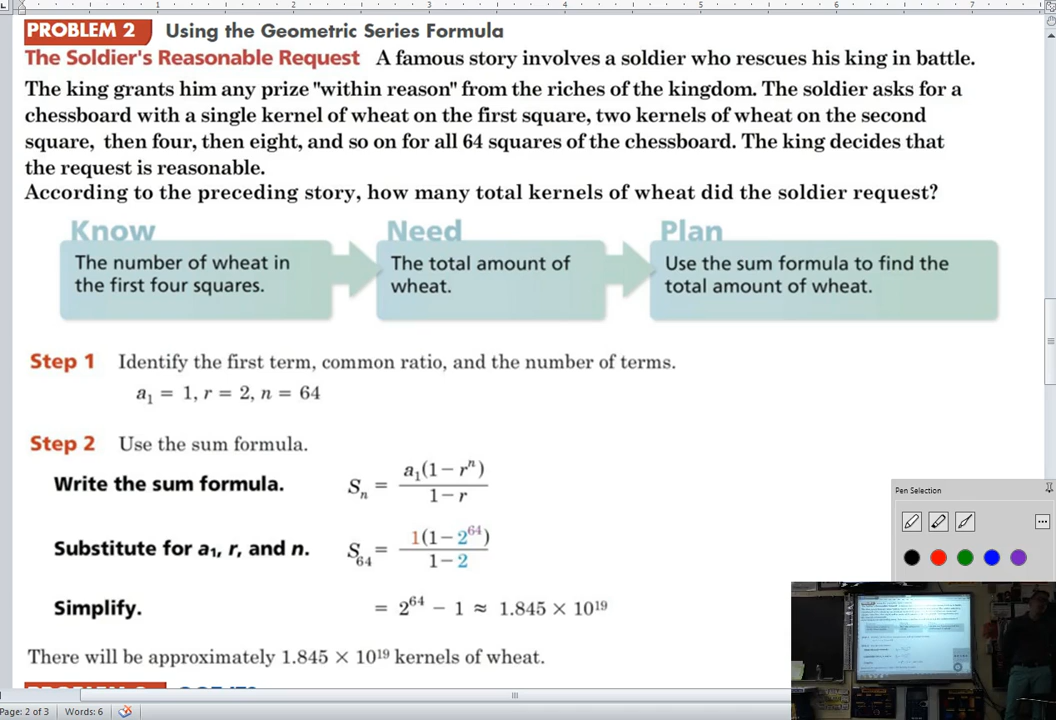 PROBLEM 2 Using the Geometric Series Formula
The Soldier's Reasonable Request A famous story involves a soldier who rescues his king in battle.
The king grants him any prize "within reason" from the riches of the kingdom. The soldier asks for a
chessboard with a single kernel of wheat on the first square, two kernels of wheat on the second
square, then four, then eight, and so on for all 64 squares of the chessboard. The king decides that
the request is reasonable.
According to the preceding story, how many total kernels of wheat did the soldier request?
Know Need Plan
The number of wheat in The total amount of Use the sum formula to find the
the first four squares. wheat. total amount of wheat.
Step 1 Identify the first term, common ratio, and the number of terms.
a₁ = 1, r = 2, n = 64
Step 2 Use the sum formula.
Write the sum formula. Sₙ = a₁(1 − rⁿ) / 1 − r
Pen Selection
Substitute for a₁, r, and n. S₆₄ = 1(1 − 2⁶⁴) / 1 − 2
Simplify. = 2⁶⁴ − 1 ≈ 1.845 × 10¹⁹
There will be approximately 1.845 × 10¹⁹ kernels of wheat.
Page: 2 of 3 Words: 6